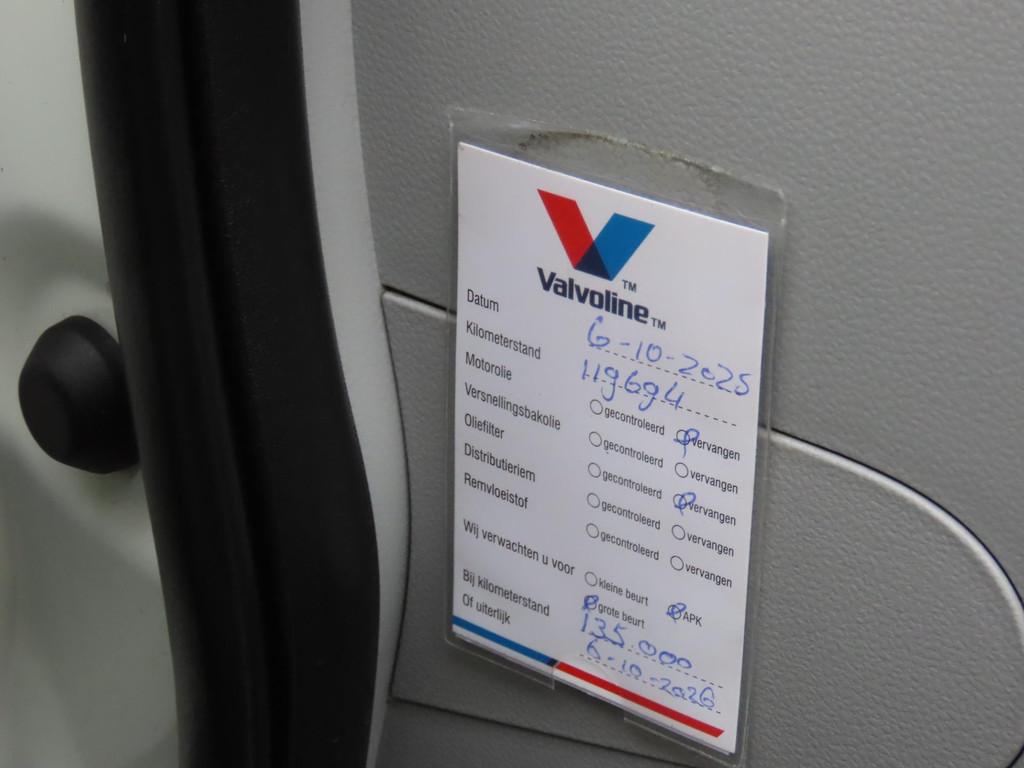 Valvoline™
Datum 6-10-2025
Kilometerstand 119694
Motorolie gecontroleerd vervangen
Versnellingsbakolie gecontroleerd vervangen
Oliefilter gecontroleerd vervangen
Distributieriem gecontroleerd vervangen
Remvloeistof gecontroleerd vervangen
Wij verwachten u voor kleine beurt APK
grote beurt
Bij kilometerstand 135.000
Of uiterlijk 6-10-2026